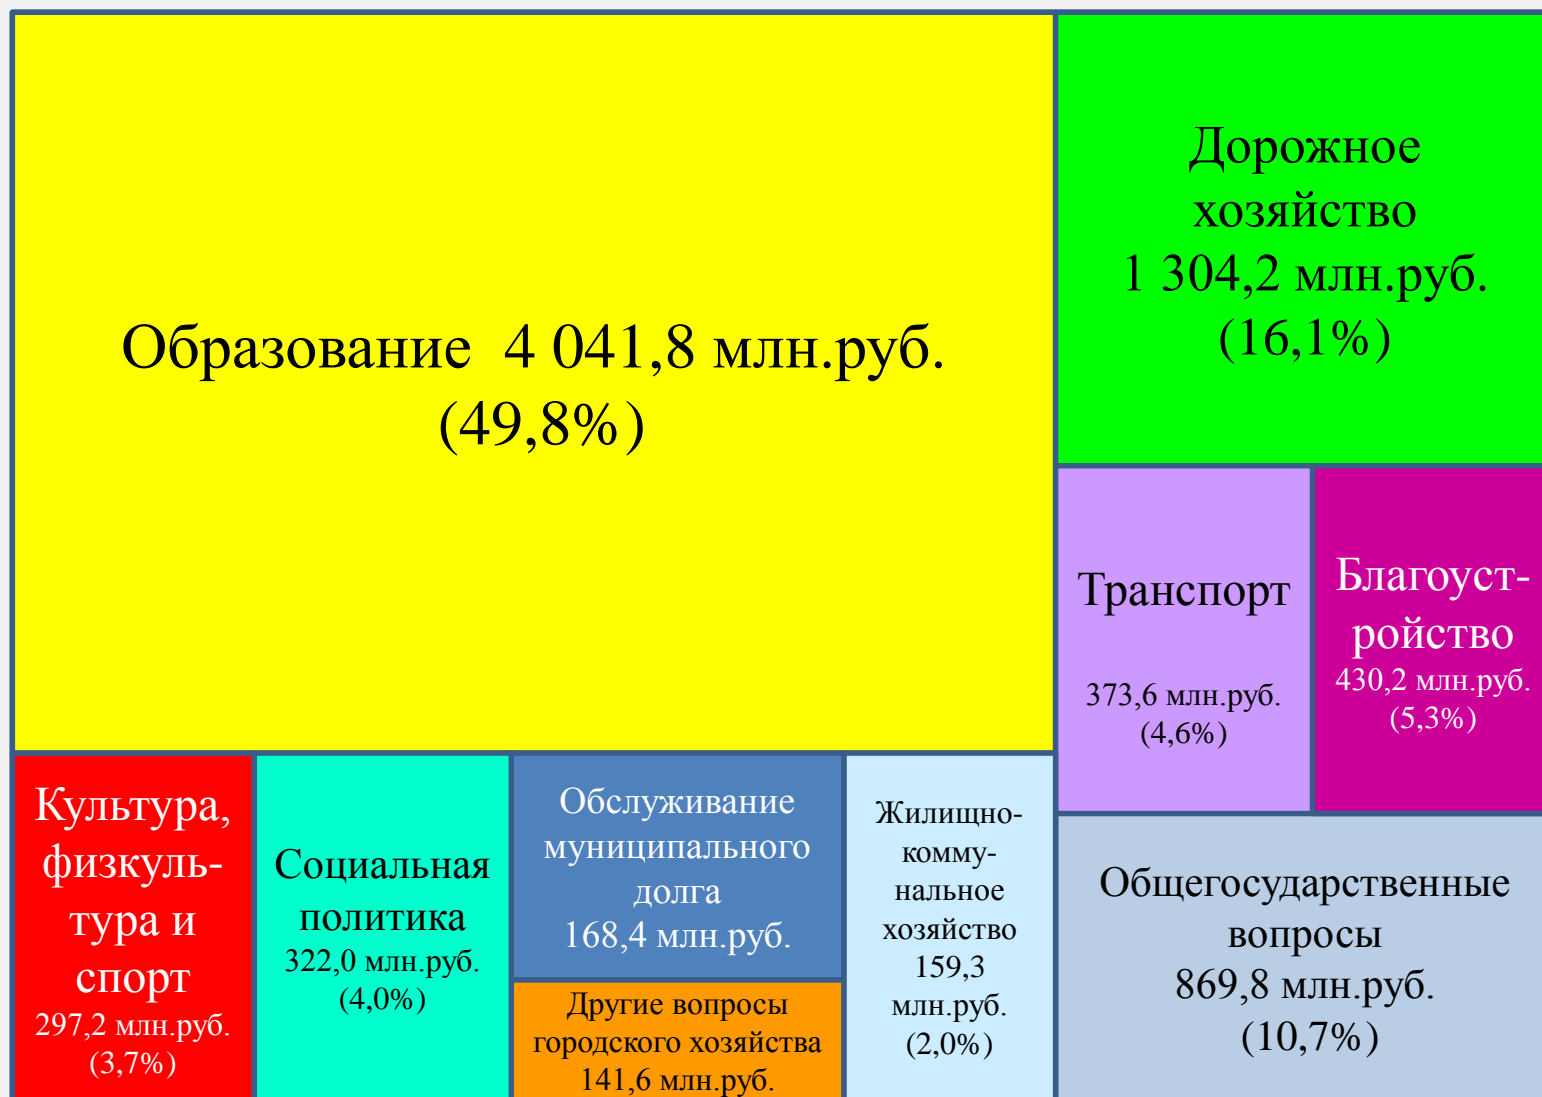 Образование 4 041,8 млн.руб.
(49,8%)
Дорожное
хозяйство
1 304,2 млн.руб.
(16,1%)
Транспорт
373,6 млн.руб.
(4,6%)
Благоуст-
ройство
430,2 млн.руб.
(5,3%)
Культура,
физкуль-
тура и
спорт
297,2 млн.руб.
(3,7%)
Социальная
политика
322,0 млн.руб.
(4,0%)
Обслуживание
муниципального
долга
168,4 млн.руб.
Другие вопросы
городского хозяйства
141,6 млн.руб.
Жилищно-
комму-
нальное
хозяйство
159,3
млн.руб.
(2,0%)
Общегосударственные
вопросы
869,8 млн.руб.
(10,7%)